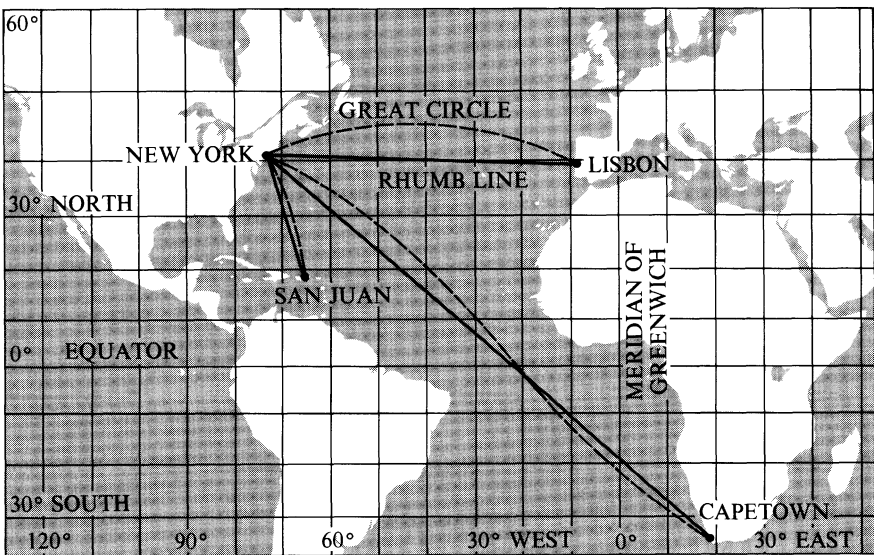 60°
GREAT CIRCLE
NEW YORK
LISBON
RHUMB LINE
30° NORTH
MERIDIAN OF
GREENWICH
SAN JUAN
0° EQUATOR
30° SOUTH
CAPETOWN
120° 90° 60° 30° WEST 0° 30° EAST